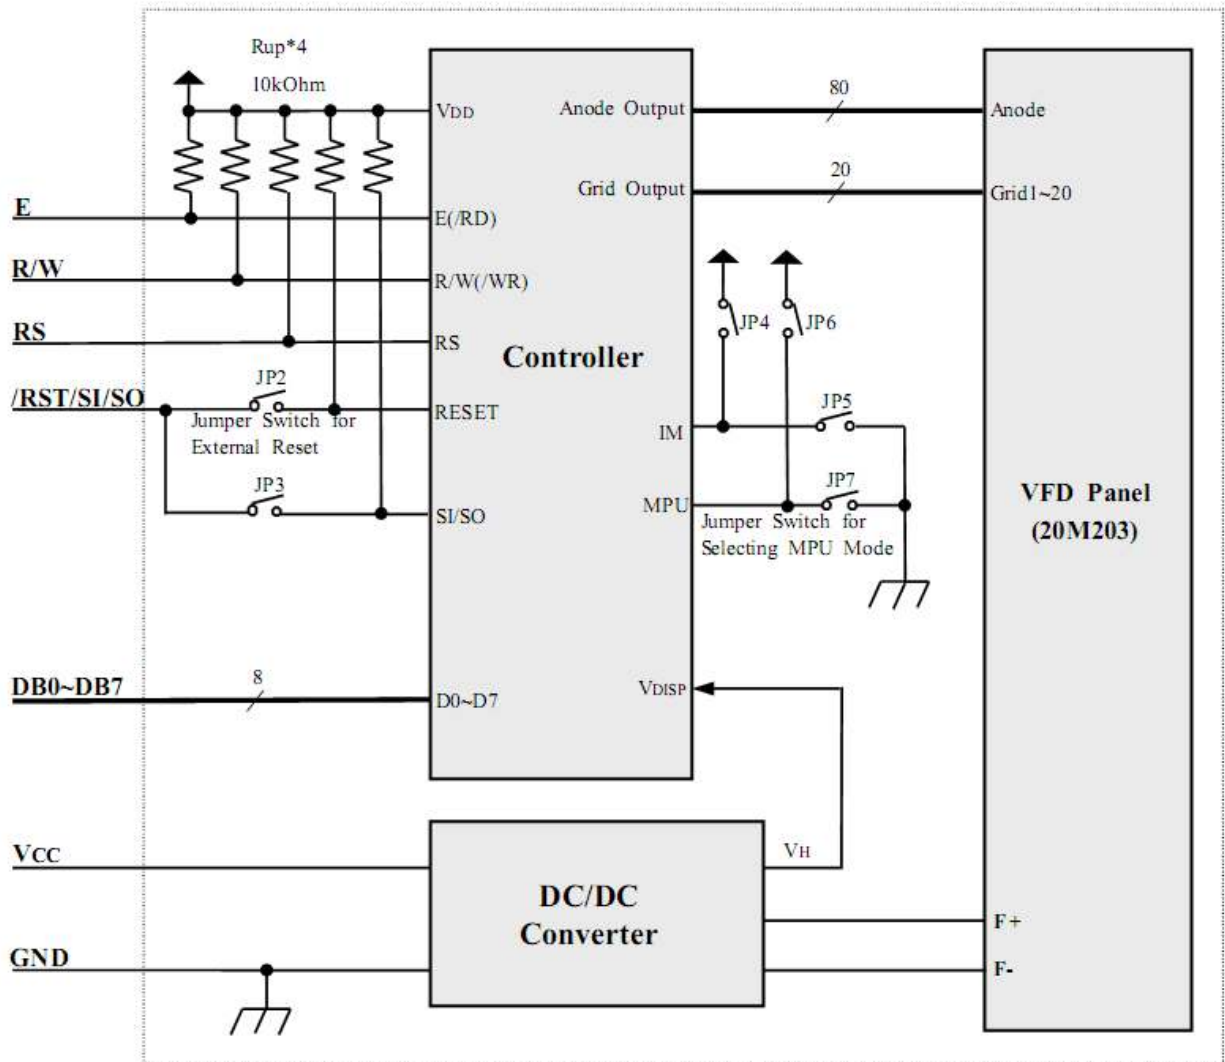 Rup*4
10kOhm
VDD
Anode Output
80
Anode
Grid Output
20
Grid1~20
E
E(/RD)
R/W
R/W(/WR)
RS
RS
Controller
JP4
JP6
/RST/SI/SO
JP2
RESET
Jumper Switch for
External Reset
JP5
IM
JP3
SI/SO
JP7
MPU
Jumper Switch for
Selecting MPU Mode
VFD Panel
(20M203)
DB0~DB7
8
D0~D7
VDISP
VCC
VH
DC/DC
Converter
F+
GND
F-